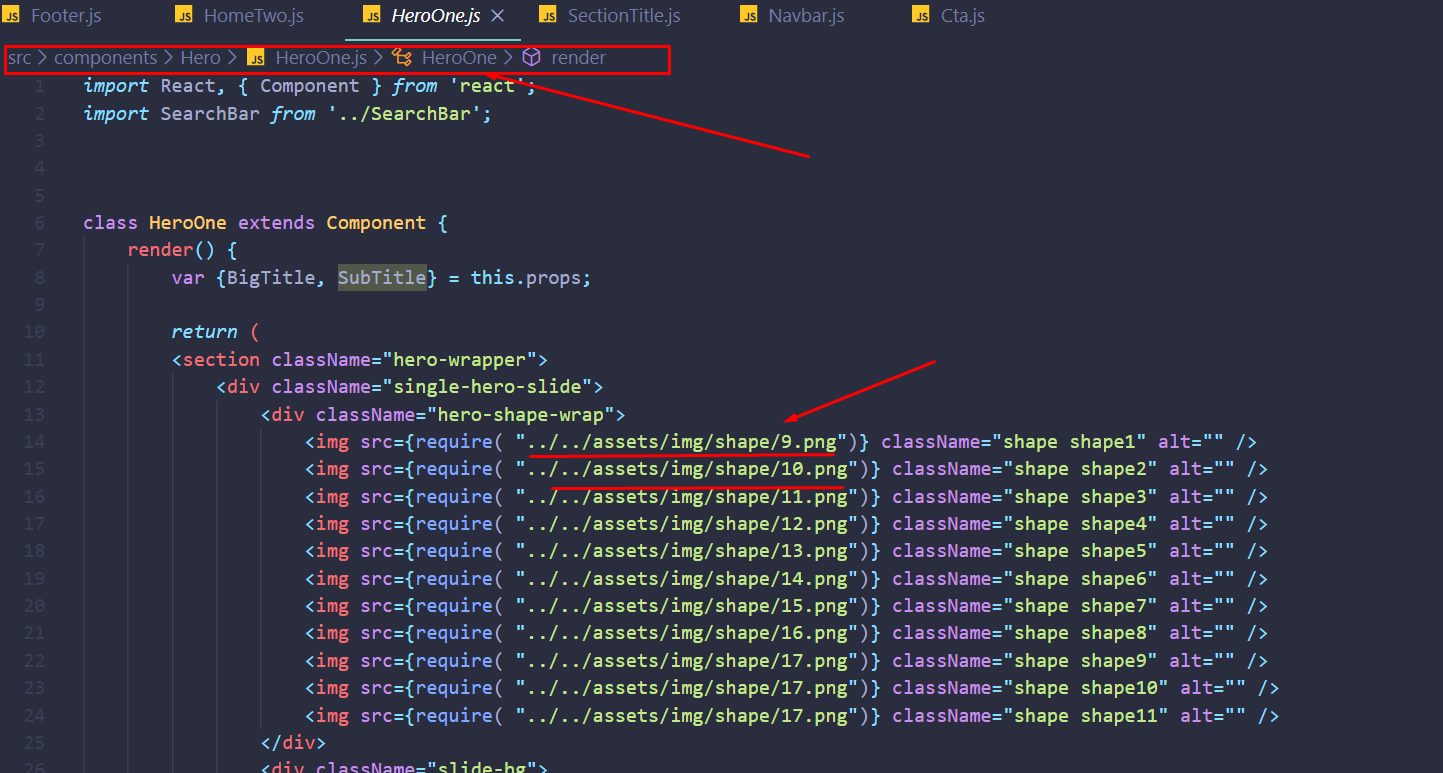 JS Footer.js JS HomeTwo.js JS HeroOne.js × JS SectionTitle.js JS Navbar.js JS Cta.js
src > components > Hero > JS HeroOne.js > HeroOne > render
1 import React, { Component } from 'react';
2 import SearchBar from '../SearchBar';
3
4
5
6 class HeroOne extends Component {
7 render() {
8 var {BigTitle, SubTitle} = this.props;
9
10 return (
11 <section className="hero-wrapper">
12 <div className="single-hero-slide">
13 <div className="hero-shape-wrap">
14 <img src={require( "../../assets/img/shape/9.png")} className="shape shape1" alt="" />
15 <img src={require( "../../assets/img/shape/10.png")} className="shape shape2" alt="" />
16 <img src={require( "../../assets/img/shape/11.png")} className="shape shape3" alt="" />
17 <img src={require( "../../assets/img/shape/12.png")} className="shape shape4" alt="" />
18 <img src={require( "../../assets/img/shape/13.png")} className="shape shape5" alt="" />
19 <img src={require( "../../assets/img/shape/14.png")} className="shape shape6" alt="" />
20 <img src={require( "../../assets/img/shape/15.png")} className="shape shape7" alt="" />
21 <img src={require( "../../assets/img/shape/16.png")} className="shape shape8" alt="" />
22 <img src={require( "../../assets/img/shape/17.png")} className="shape shape9" alt="" />
23 <img src={require( "../../assets/img/shape/17.png")} className="shape shape10" alt="" />
24 <img src={require( "../../assets/img/shape/17.png")} className="shape shape11" alt="" />
25 </div>
26 <div className="slide-bg">